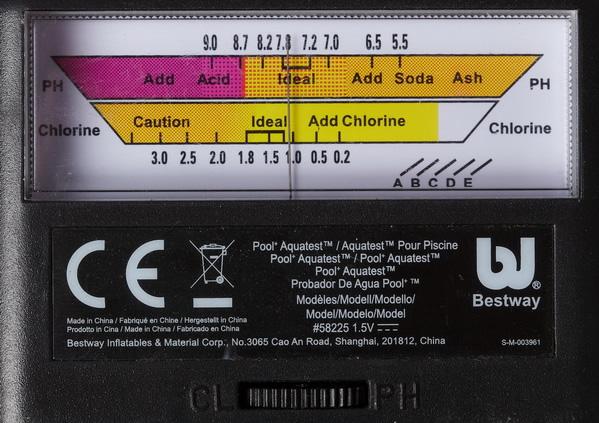 9.0 8.7 8.2 7.8 7.2 7.0 6.5 5.5
PH Add Acid Ideal Add Soda Ash PH
Chlorine Caution Ideal Add Chlorine Chlorine
3.0 2.5 2.0 1.8 1.5 1.0 0.5 0.2
A B C D E
CE
Pool⁺ Aquatest™ / Aquatest™ Pour Piscine
Pool⁺ Aquatest™ / Pool⁺ Aquatest™
Pool⁺ Aquatest™
Probador De Agua Pool⁺ ™
Modèles/Modell/Modello/
Model/Modelo/Model
#58225 1.5V
Made in China / Fabriqué en Chine / Hergestellt in China
Prodotto in Cina / Made in China / Fabricado en China
Bestway Inflatables & Material Corp., No.3065 Cao An Road, Shanghai, 201812, China
®
Bestway
S-M-003961
CL PH